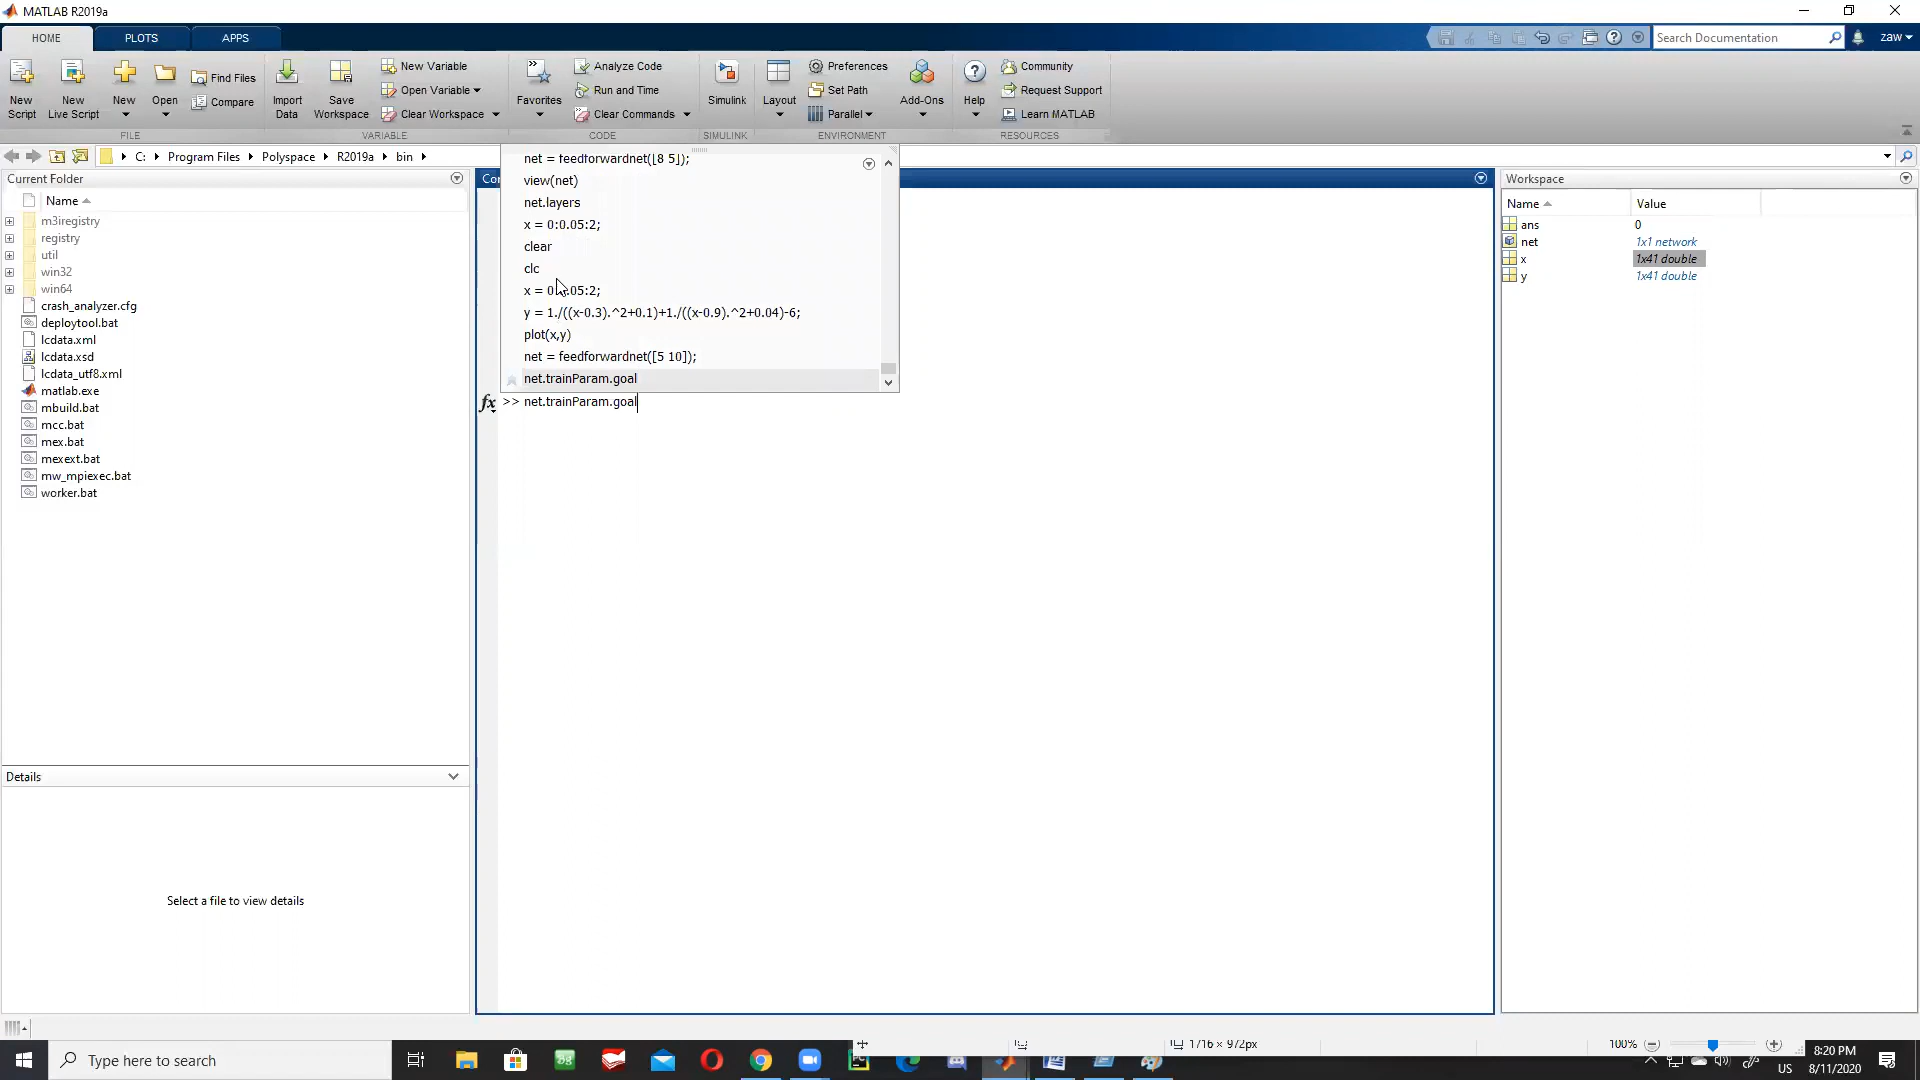 MATLAB R2019a
HOME PLOTS APPS
Search Documentation
zaw
New Script
New Live Script
New
Open
Find Files
Compare
FILE
Import Data
Save Workspace
New Variable
Open Variable
Clear Workspace
VARIABLE
Favorites
Analyze Code
Run and Time
Clear Commands
CODE
Simulink
SIMULINK
Layout
Preferences
Set Path
Parallel
ENVIRONMENT
Add-Ons
Help
Community
Request Support
Learn MATLAB
RESOURCES
C: Program Files Polyspace R2019a bin
Current Folder
Name
m3iregistry
registry
util
win32
win64
crash_analyzer.cfg
deploytool.bat
lcdata.xml
lcdata.xsd
lcdata_utf8.xml
matlab.exe
mbuild.bat
mcc.bat
mex.bat
mexext.bat
mw_mpiexec.bat
worker.bat
Details
Select a file to view details
net = feedforwardnet([8 5]);
view(net)
net.layers
x = 0:0.05:2;
clear
clc
x = 0:0.05:2;
y = 1./((x-0.3).^2+0.1)+1./((x-0.9).^2+0.04)-6;
plot(x,y)
net = feedforwardnet([5 10]);
net.trainParam.goal
fx >> net.trainParam.goal
Workspace
Name Value
ans 0
net 1x1 network
x 1x41 double
y 1x41 double
1716 × 972px
100%
Type here to search
8:20 PM
US 8/11/2020